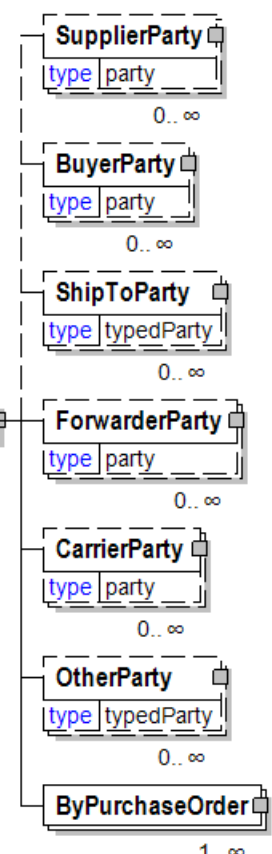 SupplierParty
type party
0.. ∞
BuyerParty
type party
0.. ∞
ShipToParty
type typedParty
0.. ∞
ForwarderParty
type party
0.. ∞
CarrierParty
type party
0.. ∞
OtherParty
type typedParty
0.. ∞
ByPurchaseOrder
1.. ∞